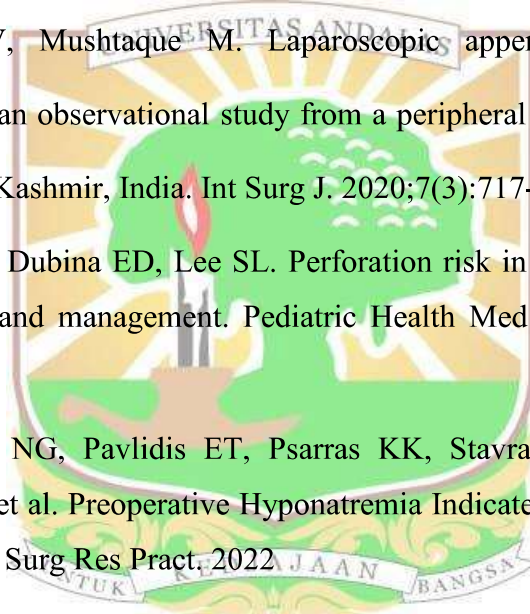 UNIVERSITAS ANDALAS
, Mushtaque M. Laparoscopic appen
an observational study from a peripheral
Kashmir, India. Int Surg J. 2020;7(3):717-
Dubina ED, Lee SL. Perforation risk in
and management. Pediatric Health Med
NG, Pavlidis ET, Psarras KK, Stavra
et al. Preoperative Hyponatremia Indicate
Surg Res Pract. 2022
UNTUK KEDJAJAAN BANGSA